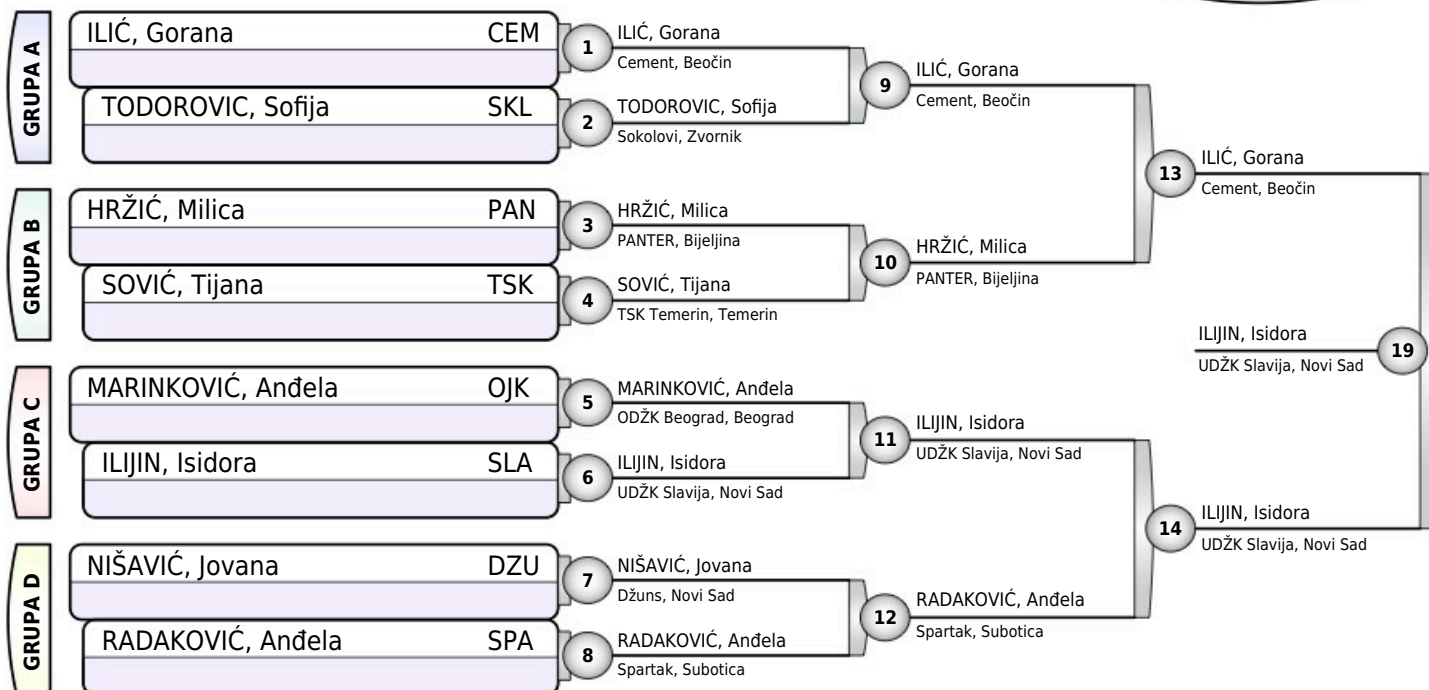 GRUPA A
ILIĆ, Gorana CEM
TODOROVIC, Sofija SKL
1
ILIĆ, Gorana
Cement, Beočin
2
TODOROVIC, Sofija
Sokolovi, Zvornik
9
ILIĆ, Gorana
Cement, Beočin
GRUPA B
HRŽIĆ, Milica PAN
SOVIĆ, Tijana TSK
3
HRŽIĆ, Milica
PANTER, Bijeljina
4
SOVIĆ, Tijana
TSK Temerin, Temerin
10
HRŽIĆ, Milica
PANTER, Bijeljina
13
ILIĆ, Gorana
Cement, Beočin
GRUPA C
MARINKOVIĆ, Anđela OJK
ILIJIN, Isidora SLA
5
MARINKOVIĆ, Anđela
ODŽK Beograd, Beograd
6
ILIJIN, Isidora
UDŽK Slavija, Novi Sad
11
ILIJIN, Isidora
UDŽK Slavija, Novi Sad
GRUPA D
NIŠAVIĆ, Jovana DZU
RADAKOVIĆ, Anđela SPA
7
NIŠAVIĆ, Jovana
Džuns, Novi Sad
8
RADAKOVIĆ, Anđela
Spartak, Subotica
12
RADAKOVIĆ, Anđela
Spartak, Subotica
14
ILIJIN, Isidora
UDŽK Slavija, Novi Sad
ILIJIN, Isidora
UDŽK Slavija, Novi Sad
19